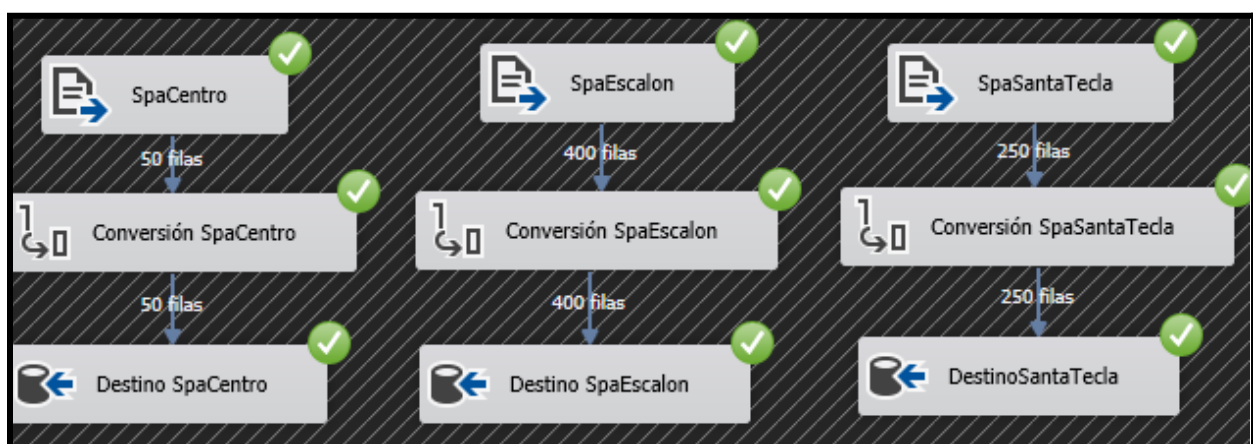 SpaCentro
50 filas
Conversión SpaCentro
50 filas
Destino SpaCentro
SpaEscalon
400 filas
Conversión SpaEscalon
400 filas
Destino SpaEscalon
SpaSantaTecla
250 filas
Conversión SpaSantaTecla
250 filas
DestinoSantaTecla